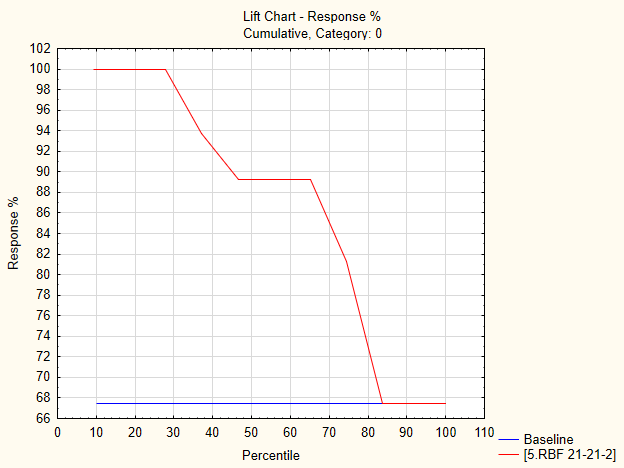 Lift Chart - Response %
Cumulative, Category: 0
102
100
98
96
94
92
90
88
86
84
82
80
78
76
74
72
70
68
66
Response %
0 10 20 30 40 50 60 70 80 90 100 110
Percentile
Baseline
[5.RBF 21-21-2]